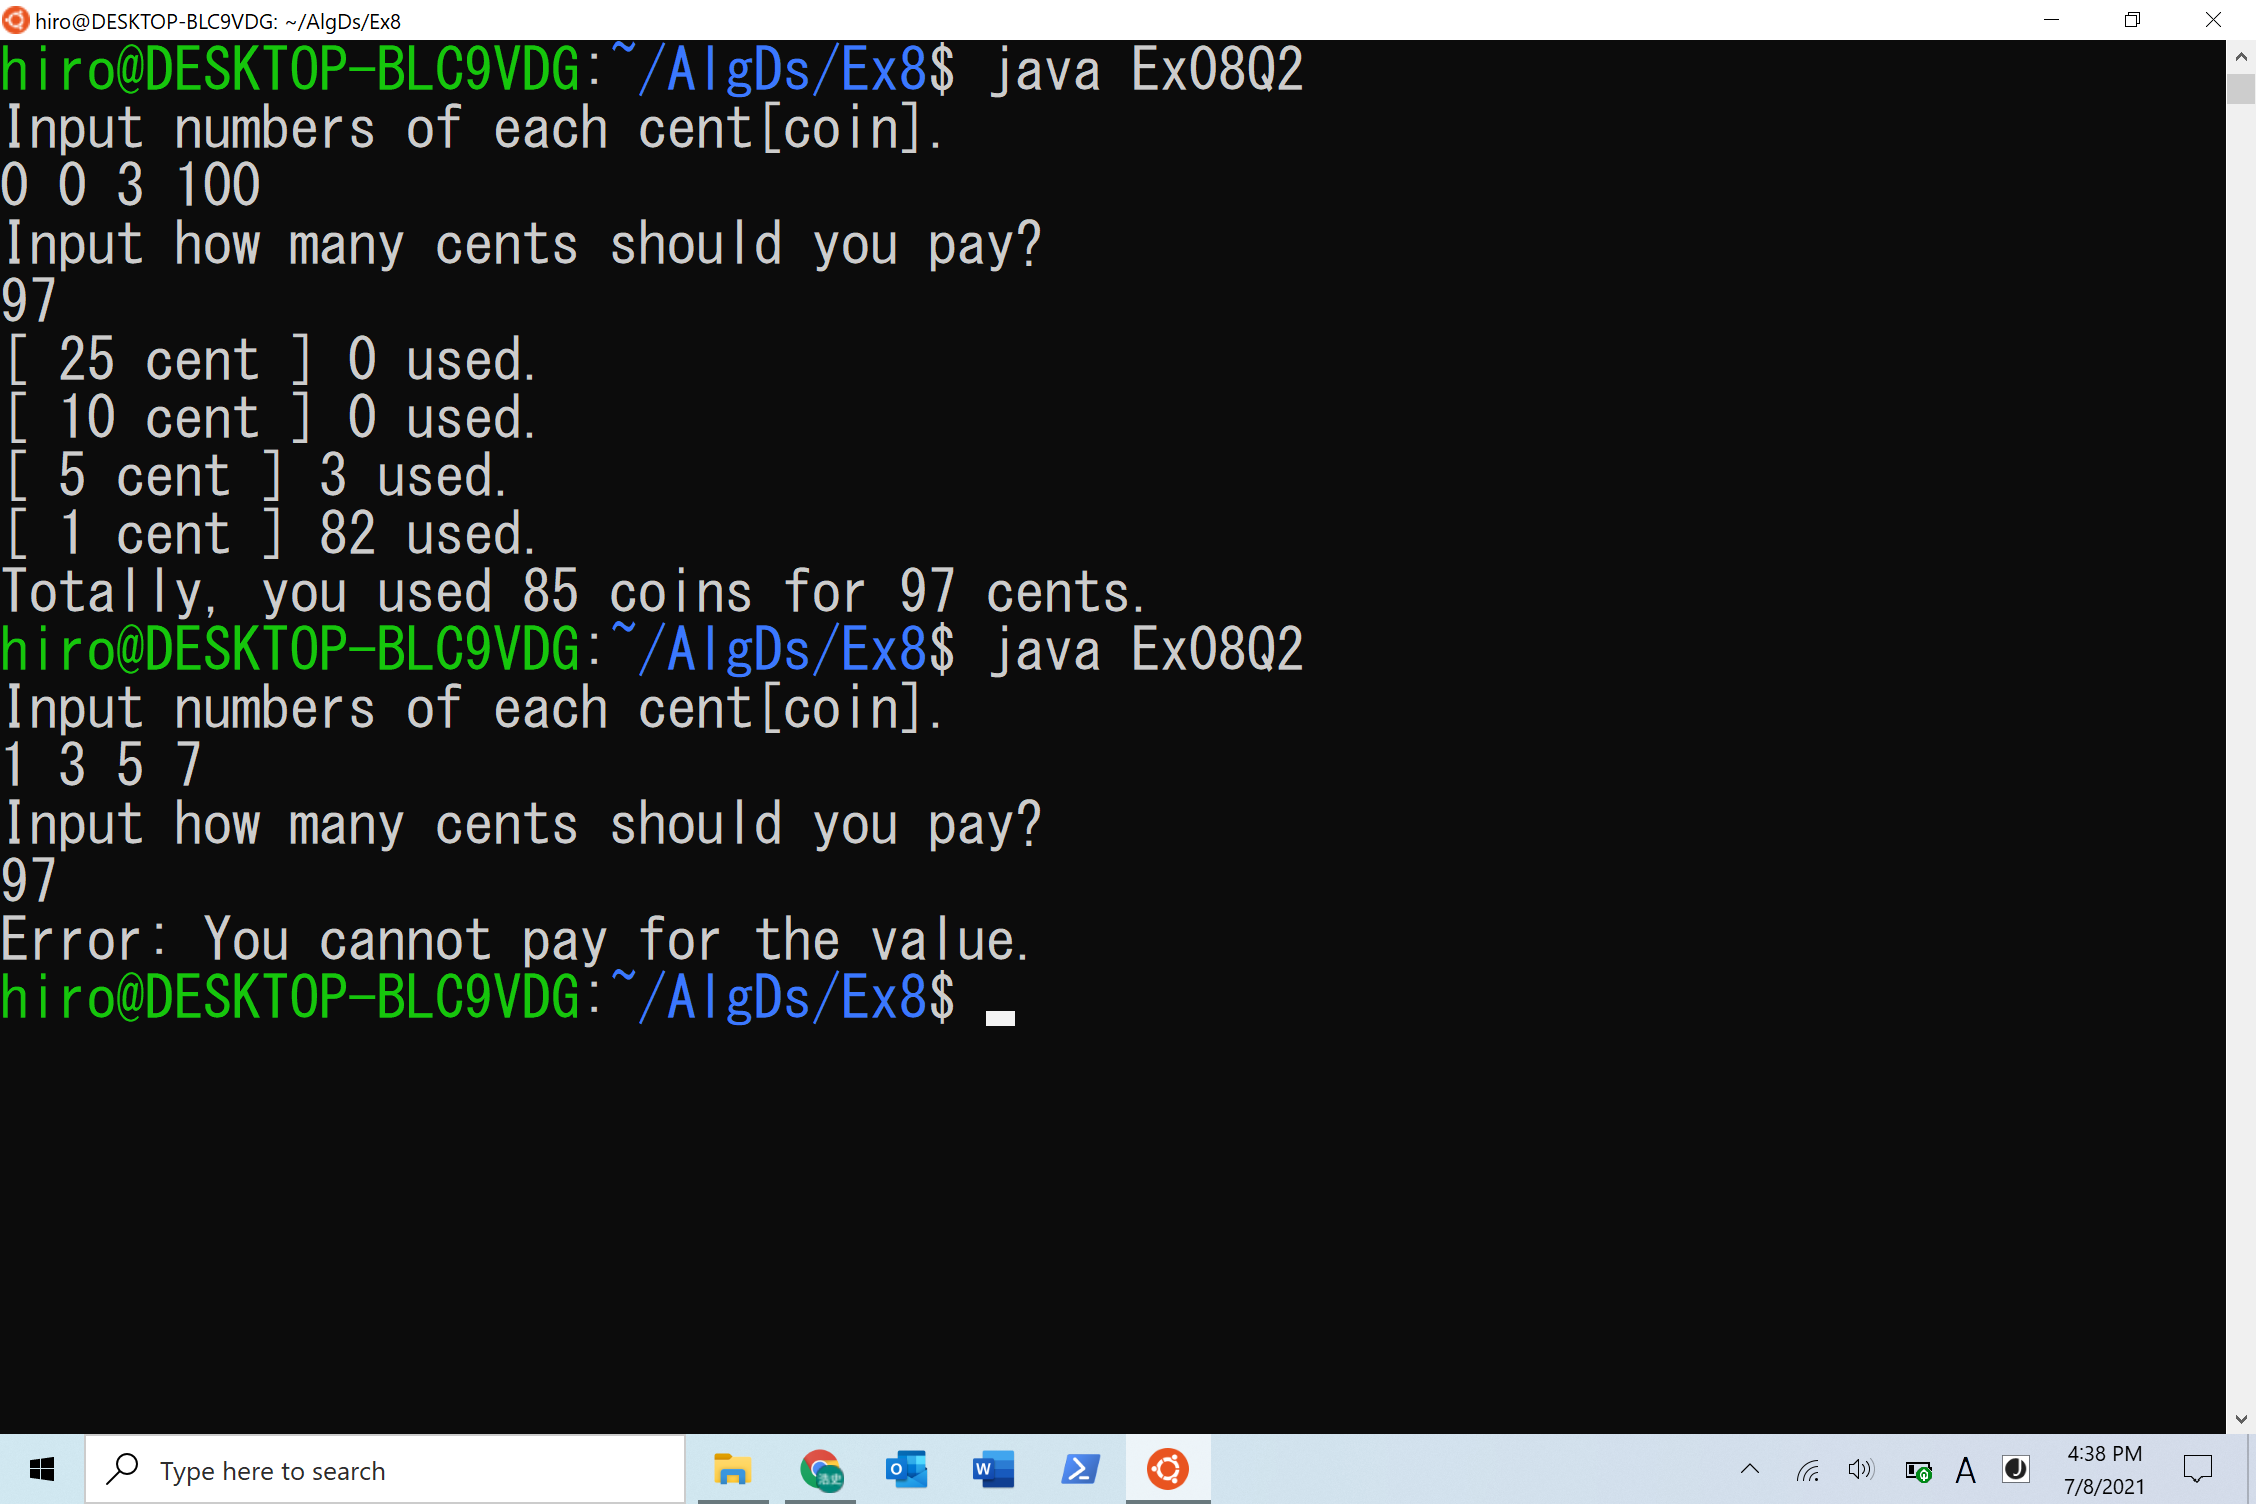 hiro@DESKTOP-BLC9VDG: ~/AlgDs/Ex8
hiro@DESKTOP-BLC9VDG:~/AlgDs/Ex8$ java Ex08Q2
Input numbers of each cent[coin].
0 0 3 100
Input how many cents should you pay?
97
[ 25 cent ] 0 used.
[ 10 cent ] 0 used.
[ 5 cent ] 3 used.
[ 1 cent ] 82 used.
Totally, you used 85 coins for 97 cents.
hiro@DESKTOP-BLC9VDG:~/AlgDs/Ex8$ java Ex08Q2
Input numbers of each cent[coin].
1 3 5 7
Input how many cents should you pay?
97
Error: You cannot pay for the value.
hiro@DESKTOP-BLC9VDG:~/AlgDs/Ex8$
Type here to search
浩史
A
J
4:38 PM
7/8/2021